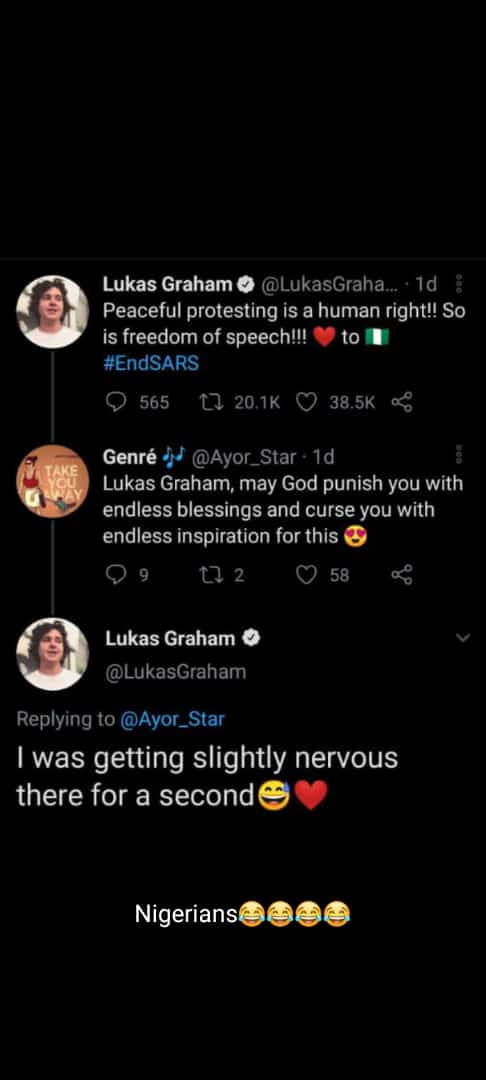 Lukas Graham @LukasGraha... · 1d
Peaceful protesting is a human right!! So
is freedom of speech!!! ❤️ to 🇳🇬
#EndSARS
565 20.1K 38.5K
TAKE
YOU
AWAY
Genré 🎶 @Ayor_Star · 1d
Lukas Graham, may God punish you with
endless blessings and curse you with
endless inspiration for this 😍
9 2 58
Lukas Graham
@LukasGraham
Replying to @Ayor_Star
I was getting slightly nervous
there for a second😅❤️
Nigerians😂😂😂😂